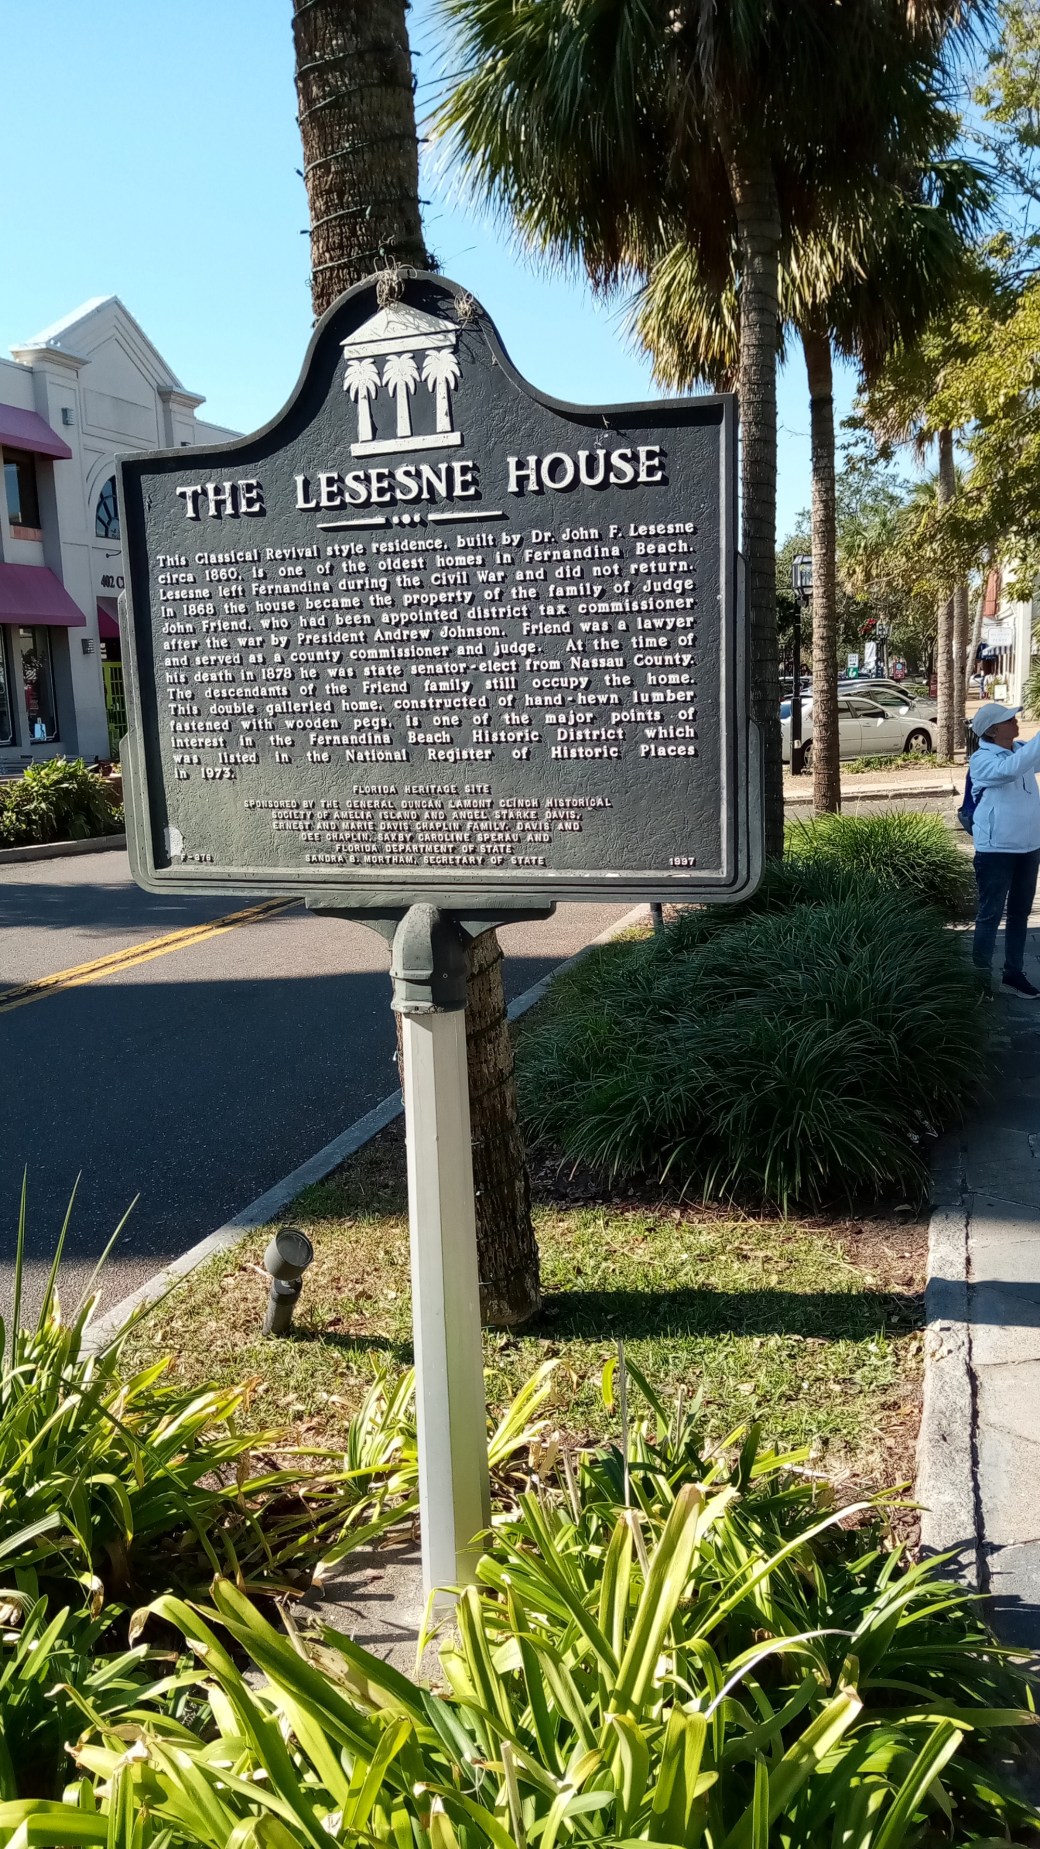 THE LESESNE HOUSE
This Classical Revival style residence, built by Dr. John F. Lesesne
circa 1860, is one of the oldest homes in Fernandina Beach.
Lesesne left Fernandina during the Civil War and did not return.
In 1868 the house became the property of the family of Judge
John Friend, who had been appointed district tax commissioner
after the war by President Andrew Johnson. Friend was a lawyer
and served as a county commissioner and judge. At the time of
his death in 1878 he was state senator-elect from Nassau County.
The descendants of the Friend family still occupy the home.
This double galleried home, constructed of hand-hewn lumber
fastened with wooden pegs, is one of the major points of
interest in the Fernandina Beach Historic District which
was listed in the National Register of Historic Places
in 1973.
FLORIDA HERITAGE SITE
SPONSORED BY THE GENERAL DUNCAN LAMONT CLINCH HISTORICAL
SOCIETY OF AMELIA ISLAND AND ANGEL STARKE DAVIS,
ERNEST AND MARIE DAVIS CHAPLIN FAMILY, DAVIS AND
DEE CHAPLIN, SAXBY CAROLINE SPERAU AND
FLORIDA DEPARTMENT OF STATE
SANDRA B. MORTHAM, SECRETARY OF STATE
F-378
1997
402